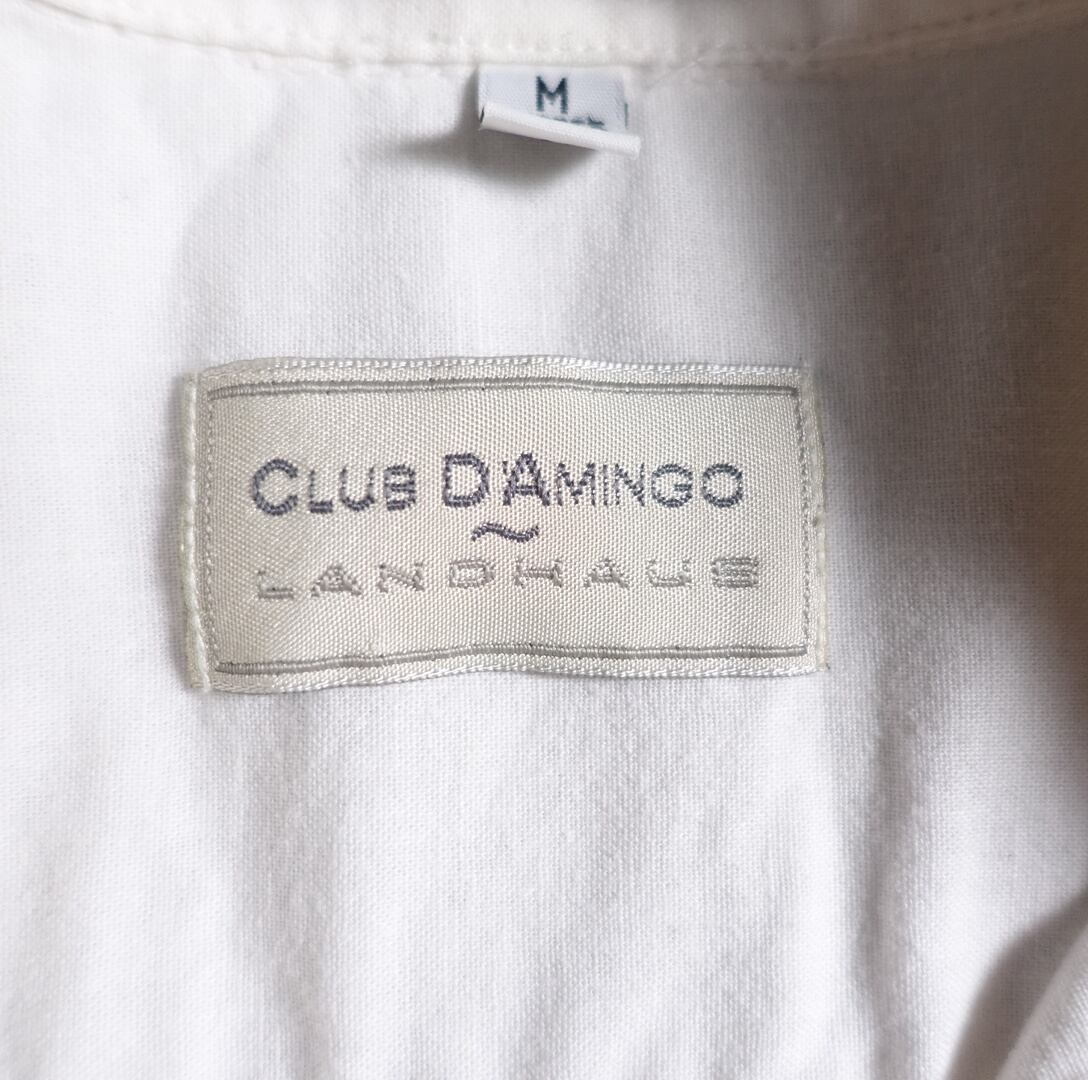 M
CLUB D'AMINGO
~
LANDHAUS